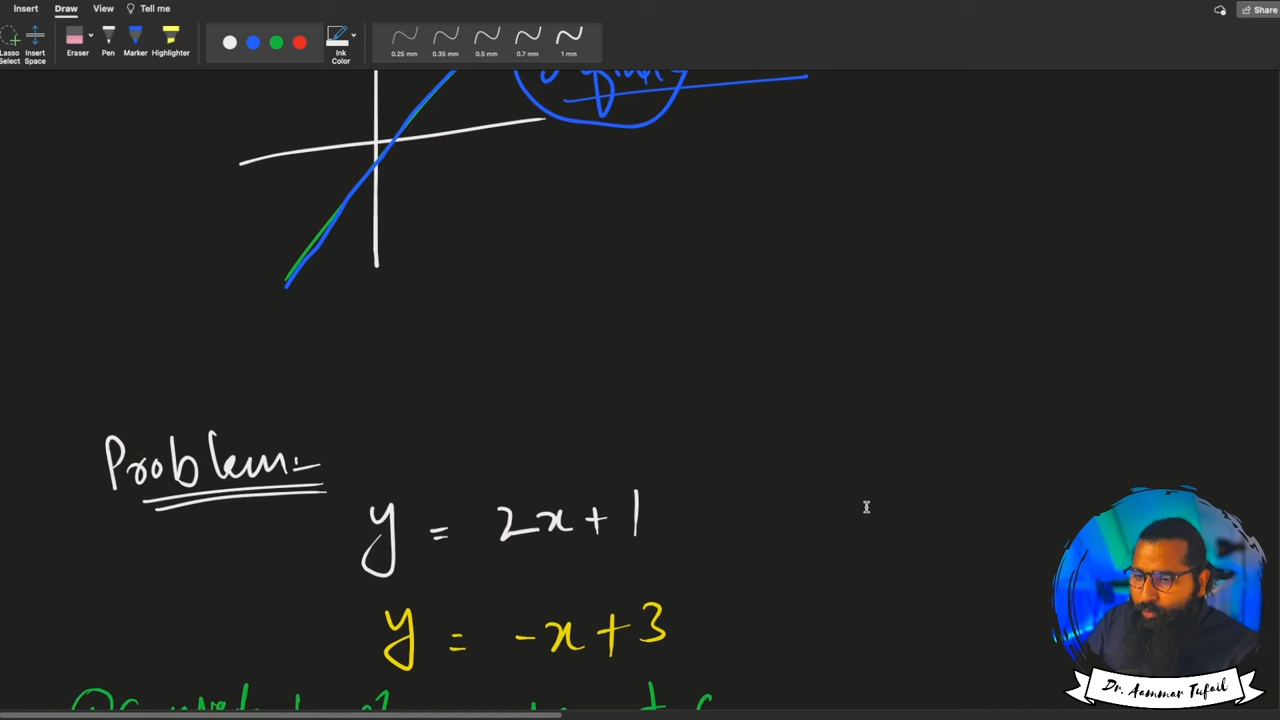 Insert Draw View Tell me
Share
Lasso Select
Insert Space
Eraser
Pen
Marker
Highlighter
Ink Color
0.25 mm
0.35 mm
0.5 mm
0.7 mm
1 mm
Problem:-
y = 2x + 1
y = -x + 3
Dr. Aammar Tufail